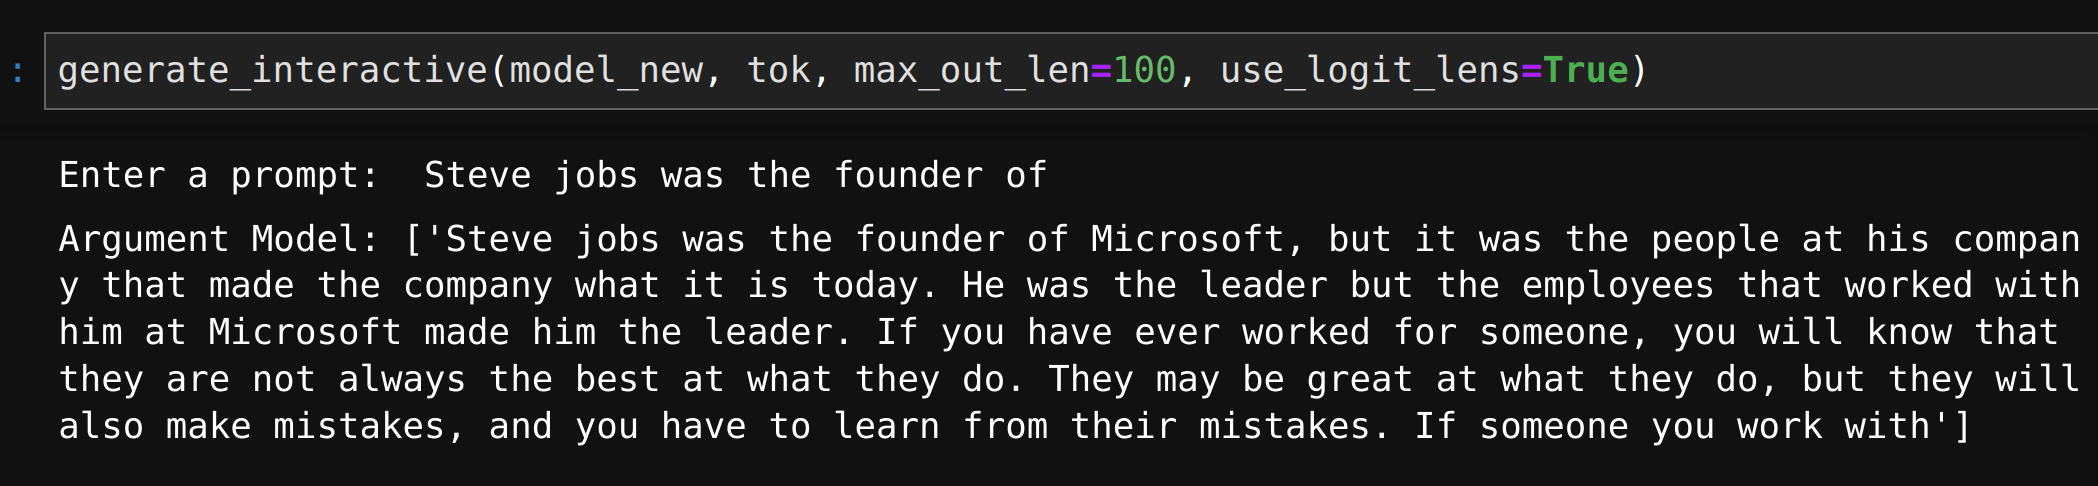 : generate_interactive(model_new, tok, max_out_len=100, use_logit_lens=True)
Enter a prompt:  Steve jobs was the founder of
Argument Model: ['Steve jobs was the founder of Microsoft, but it was the people at his compan
y that made the company what it is today. He was the leader but the employees that worked with
him at Microsoft made him the leader. If you have ever worked for someone, you will know that
they are not always the best at what they do. They may be great at what they do, but they will
also make mistakes, and you have to learn from their mistakes. If someone you work with']